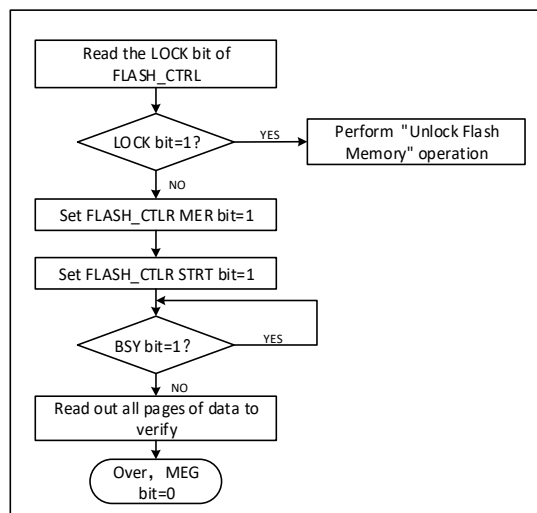 Read the LOCK bit of
FLASH_CTRL
LOCK bit=1?
YES
Perform "Unlock Flash
Memory" operation
NO
Set FLASH_CTLR MER bit=1
Set FLASH_CTLR STRT bit=1
BSY bit=1?
YES
NO
Read out all pages of data to
verify
Over，MEG
bit=0